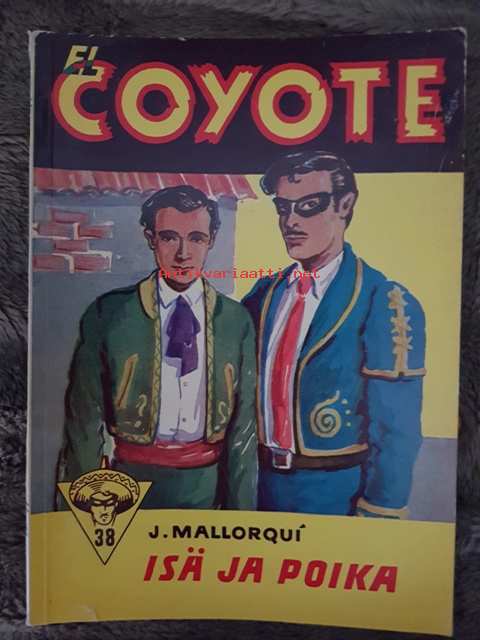 EL
COYOTE
Antikvariaatti.net
38
J. MALLORQUÍ
ISÄ JA POIKA